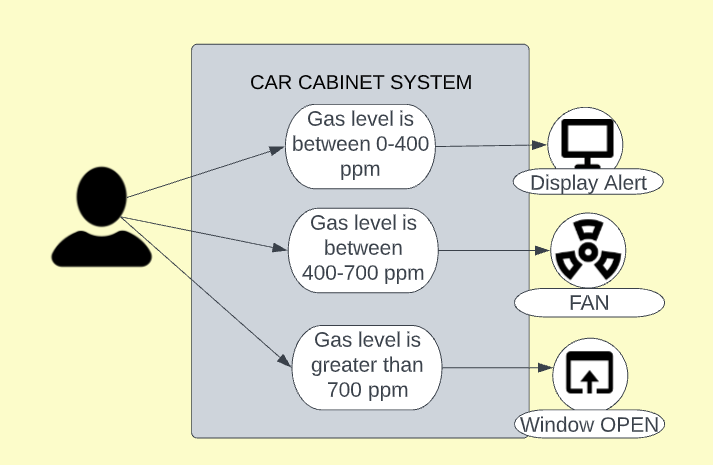 CAR CABINET SYSTEM
Gas level is
between 0-400
ppm
Display Alert
Gas level is
between
400-700 ppm
FAN
Gas level is
greater than
700 ppm
Window OPEN